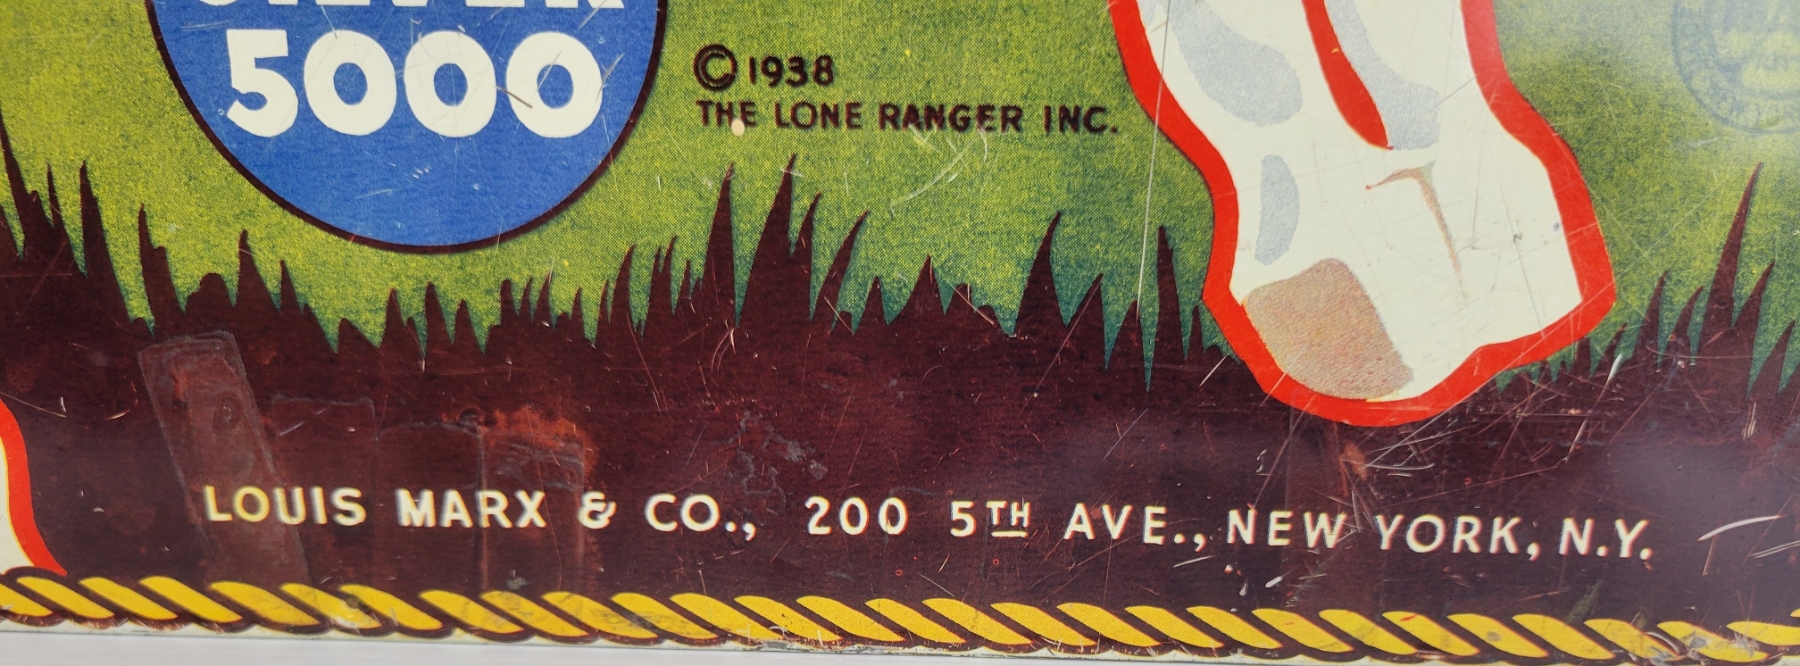 5000
© 1938
THE LONE RANGER INC.
LOUIS MARX & CO., 200 5TH AVE., NEW YORK, N.Y.